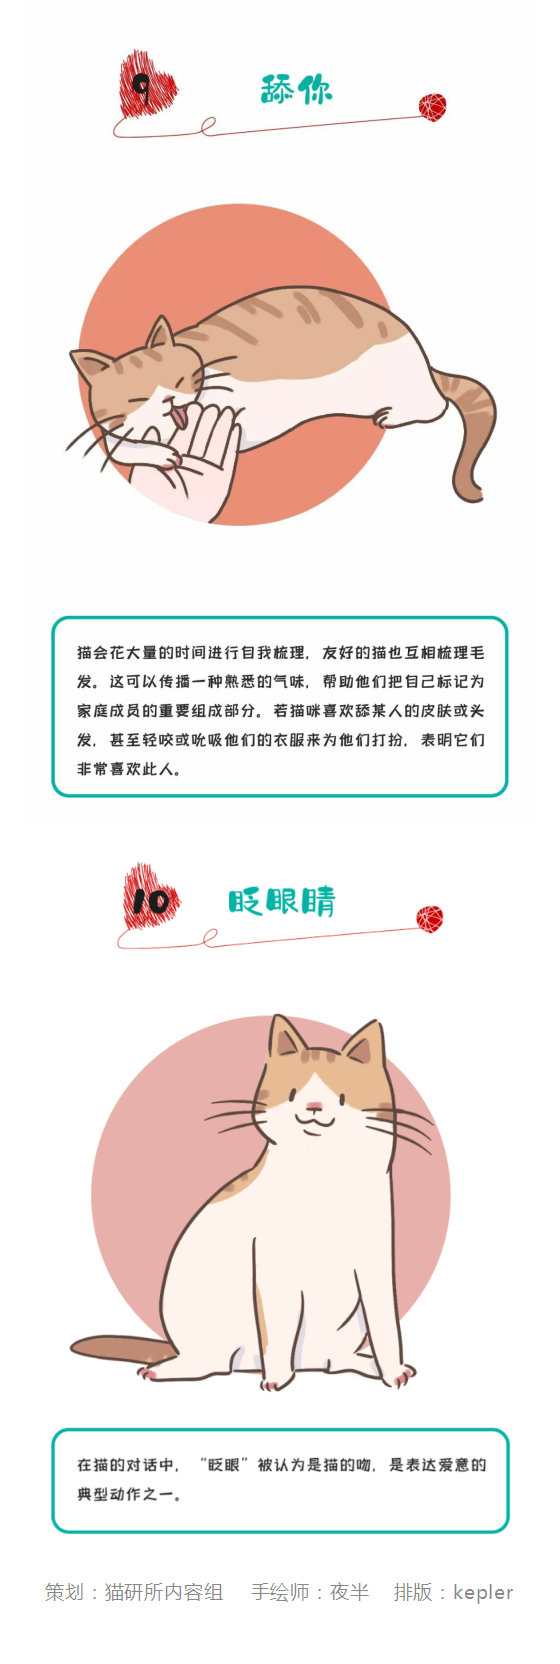 9
舔你
猫会花大量的时间进行自我梳理，友好的猫也互相梳理毛
发。这可以传播一种熟悉的气味，帮助他们把自己标记为
家庭成员的重要组成部分。若猫咪喜欢舔某人的皮肤或头
发，甚至轻咬或吮吸他们的衣服来为他们打扮，表明它们
非常喜欢此人。
10
眨眼睛
在猫的对话中，“眨眼”被认为是猫的吻，是表达爱意的
典型动作之一。
策划：猫研所内容组 手绘师：夜半 排版：kepler